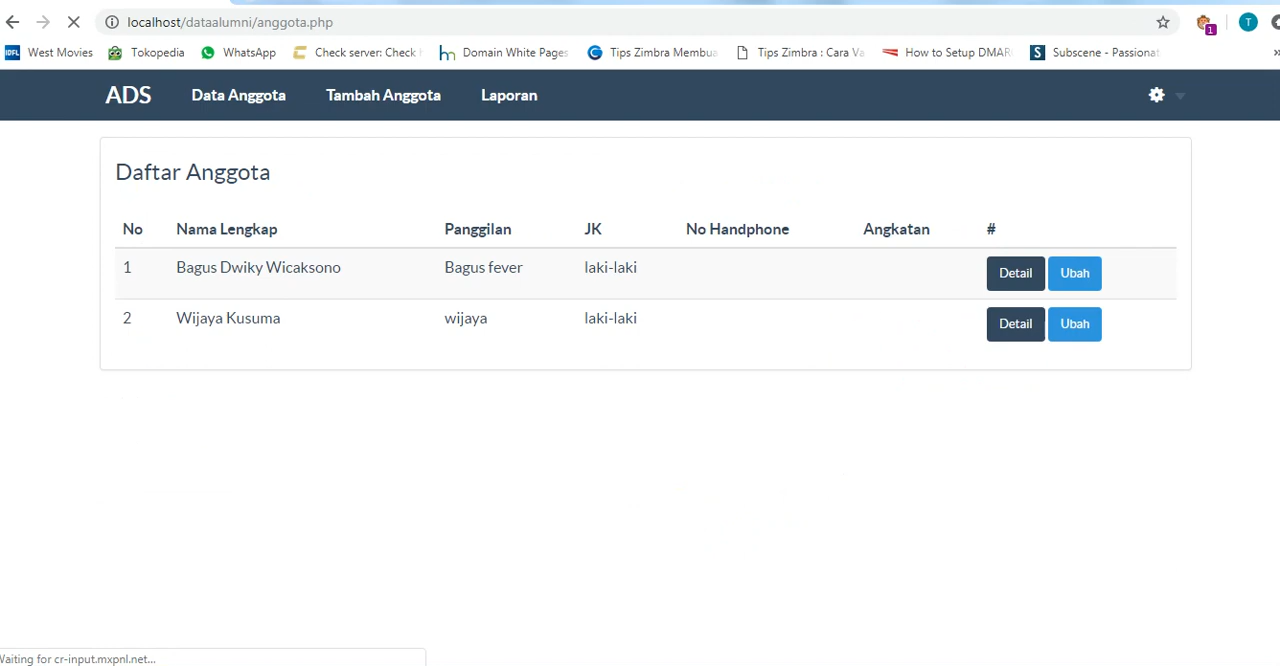 localhost/dataalumni/anggota.php
1
T
IDFL West Movies Tokopedia WhatsApp Check server: Check Domain White Pages Tips Zimbra Membua Tips Zimbra : Cara Va How to Setup DMAR S Subscene - Passionat »
ADS Data Anggota Tambah Anggota Laporan
Daftar Anggota
No Nama Lengkap Panggilan JK No Handphone Angkatan #
1 Bagus Dwiky Wicaksono Bagus fever laki-laki Detail Ubah
2 Wijaya Kusuma wijaya laki-laki Detail Ubah
Waiting for cr-input.mxpnl.net...